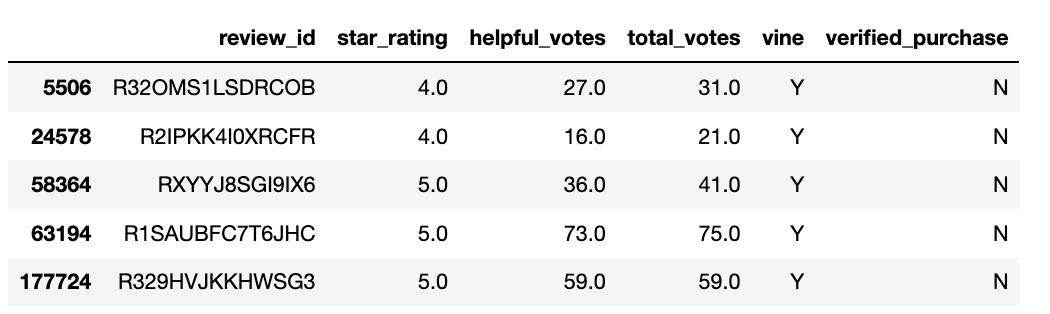 review_id star_rating helpful_votes total_votes vine verified_purchase
5506 R32OMS1LSDRCOB 4.0 27.0 31.0 Y N
24578 R2IPKK4I0XRCFR 4.0 16.0 21.0 Y N
58364 RXYYJ8SGI9IX6 5.0 36.0 41.0 Y N
63194 R1SAUBFC7T6JHC 5.0 73.0 75.0 Y N
177724 R329HVJKKHWSG3 5.0 59.0 59.0 Y N